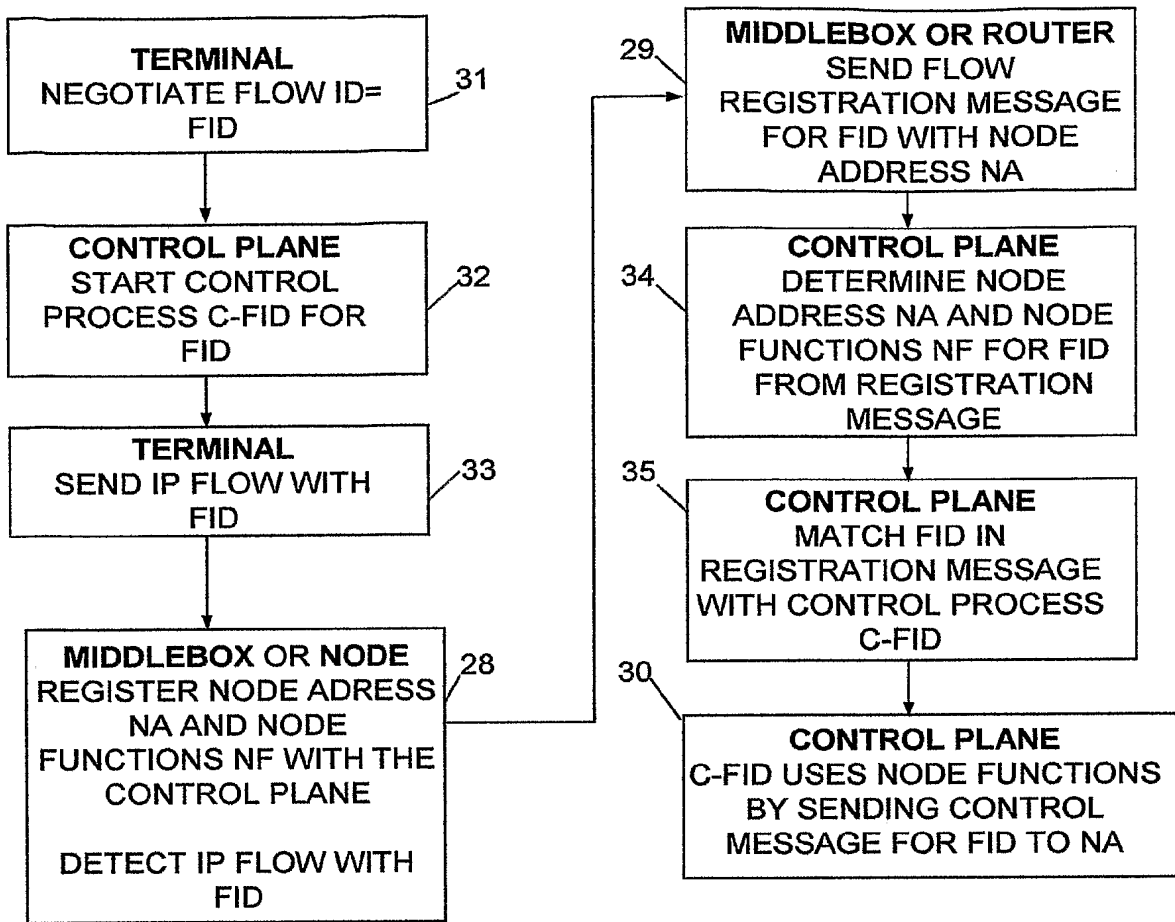 TERMINAL
NEGOTIATE FLOW ID=
FID
31
CONTROL PLANE
START CONTROL
PROCESS C-FID FOR
FID
32
TERMINAL
SEND IP FLOW WITH
FID
33
MIDDLEBOX OR NODE
REGISTER NODE ADRESS
NA AND NODE
FUNCTIONS NF WITH THE
CONTROL PLANE
DETECT IP FLOW WITH
FID
28
29
MIDDLEBOX OR ROUTER
SEND FLOW
REGISTRATION MESSAGE
FOR FID WITH NODE
ADDRESS NA
34
CONTROL PLANE
DETERMINE NODE
ADDRESS NA AND NODE
FUNCTIONS NF FOR FID
FROM REGISTRATION
MESSAGE
35
CONTROL PLANE
MATCH FID IN
REGISTRATION MESSAGE
WITH CONTROL PROCESS
C-FID
30
CONTROL PLANE
C-FID USES NODE FUNCTIONS
BY SENDING CONTROL
MESSAGE FOR FID TO NA